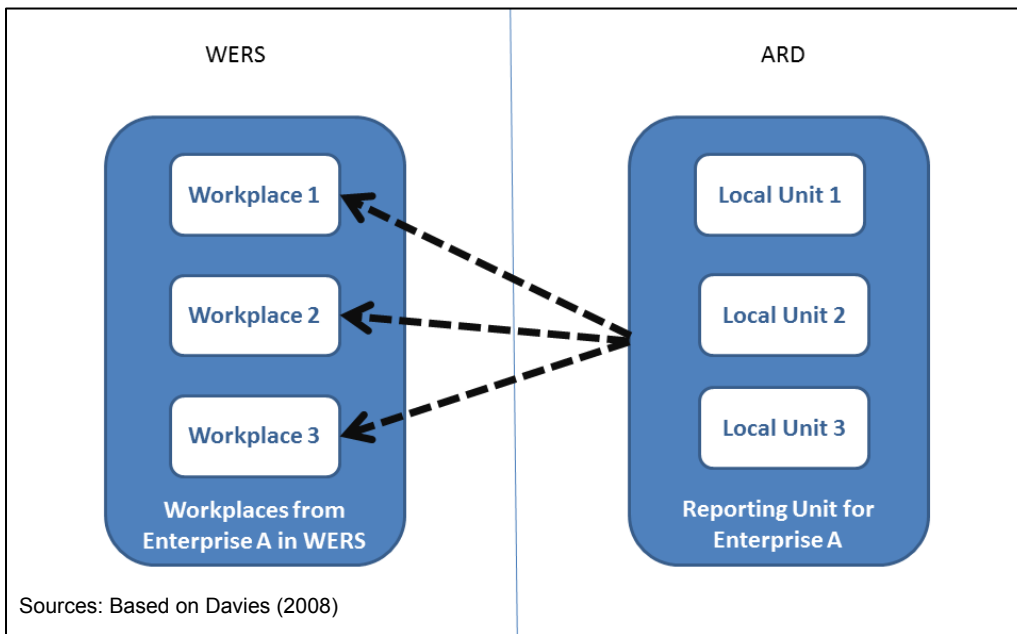 WERS
ARD
Workplace 1
Workplace 2
Workplace 3
Workplaces from
Enterprise A in WERS
Local Unit 1
Local Unit 2
Local Unit 3
Reporting Unit for
Enterprise A
Sources: Based on Davies (2008)